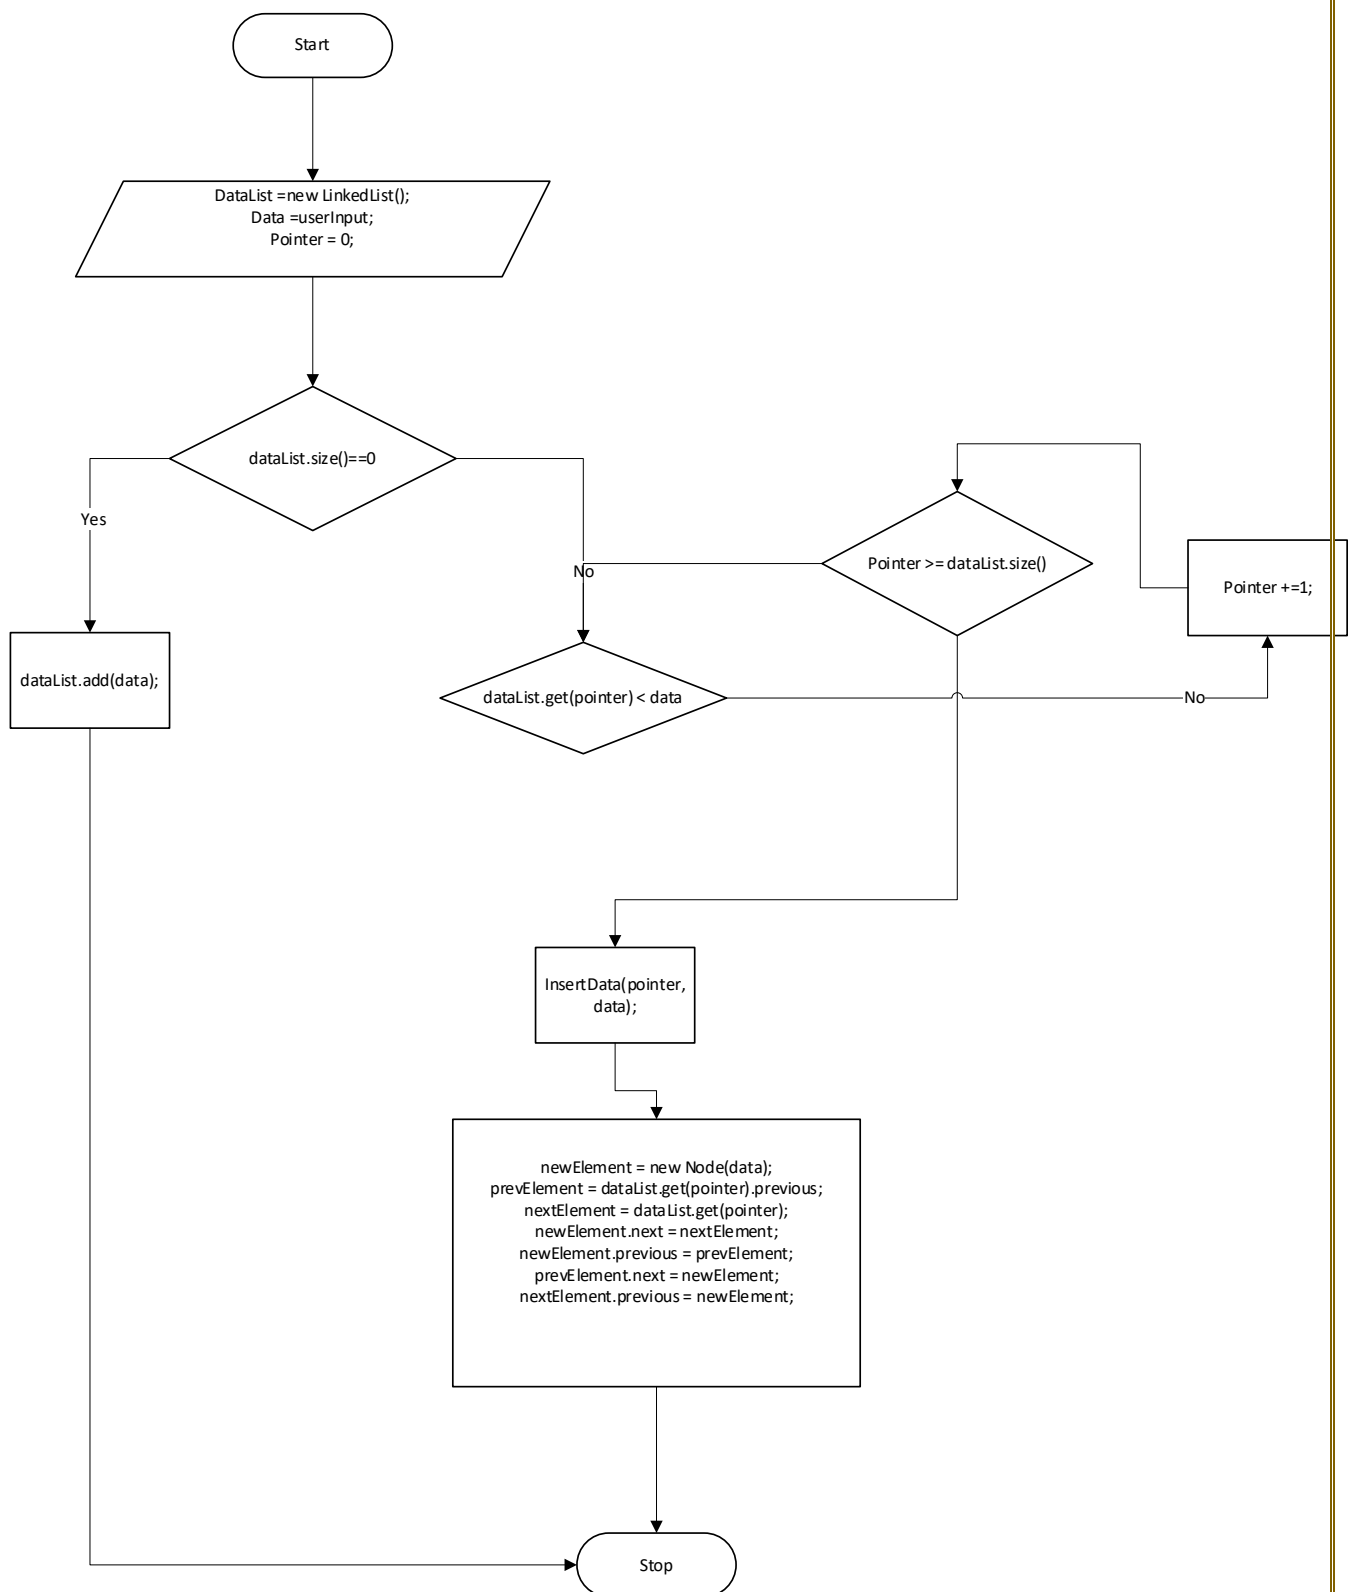 Start
DataList =new LinkedList();
Data =userInput;
Pointer = 0;
dataList.size()==0
Yes
No
Pointer >= dataList.size()
Pointer +=1;
dataList.add(data);
dataList.get(pointer) < data
No
InsertData(pointer,
data);
newElement = new Node(data);
prevElement = dataList.get(pointer).previous;
nextElement = dataList.get(pointer);
newElement.next = nextElement;
newElement.previous = prevElement;
prevElement.next = newElement;
nextElement.previous = newElement;
Stop